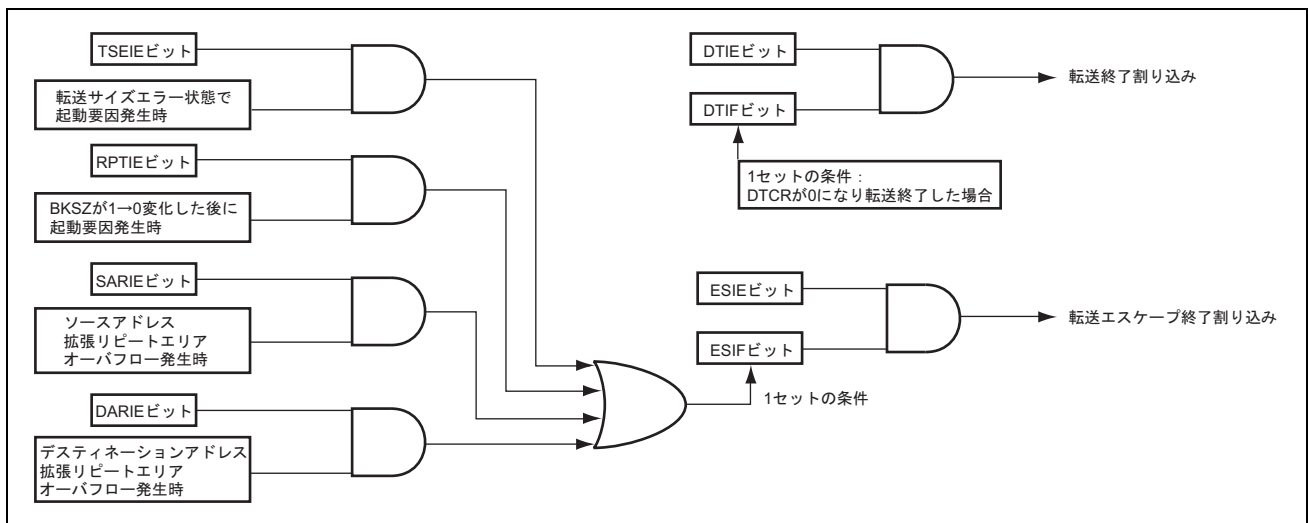 TSEIEビット
転送サイズエラー状態で
起動要因発生時
RPTIEビット
BKSZが1→0変化した後に
起動要因発生時
SARIEビット
ソースアドレス
拡張リピートエリア
オーバフロー発生時
DARIEビット
デスティネーションアドレス
拡張リピートエリア
オーバフロー発生時
DTIEビット
DTIFビット
転送終了割り込み
1セットの条件：
DTCRが0になり転送終了した場合
ESIEビット
ESIFビット
転送エスケープ終了割り込み
1セットの条件